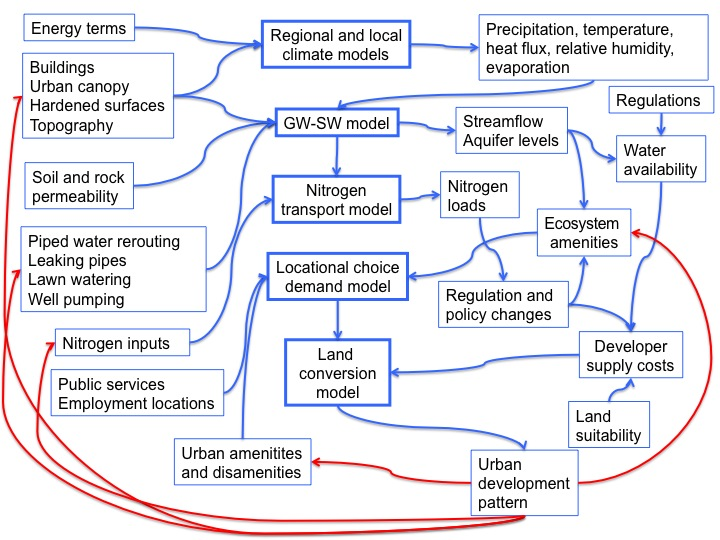 Energy terms
Regional and local
climate models
Precipitation, temperature,
heat flux, relative humidity,
evaporation
Buildings
Urban canopy
Hardened surfaces
Topography
GW-SW model
Streamflow
Aquifer levels
Regulations
Water
availability
Soil and rock
permeability
Nitrogen
transport model
Nitrogen
loads
Ecosystem
amenities
Piped water rerouting
Leaking pipes
Lawn watering
Well pumping
Locational choice
demand model
Regulation and
policy changes
Nitrogen inputs
Land
conversion
model
Developer
supply costs
Public services
Employment locations
Land
suitability
Urban amenitites
and disamenities
Urban
development
pattern